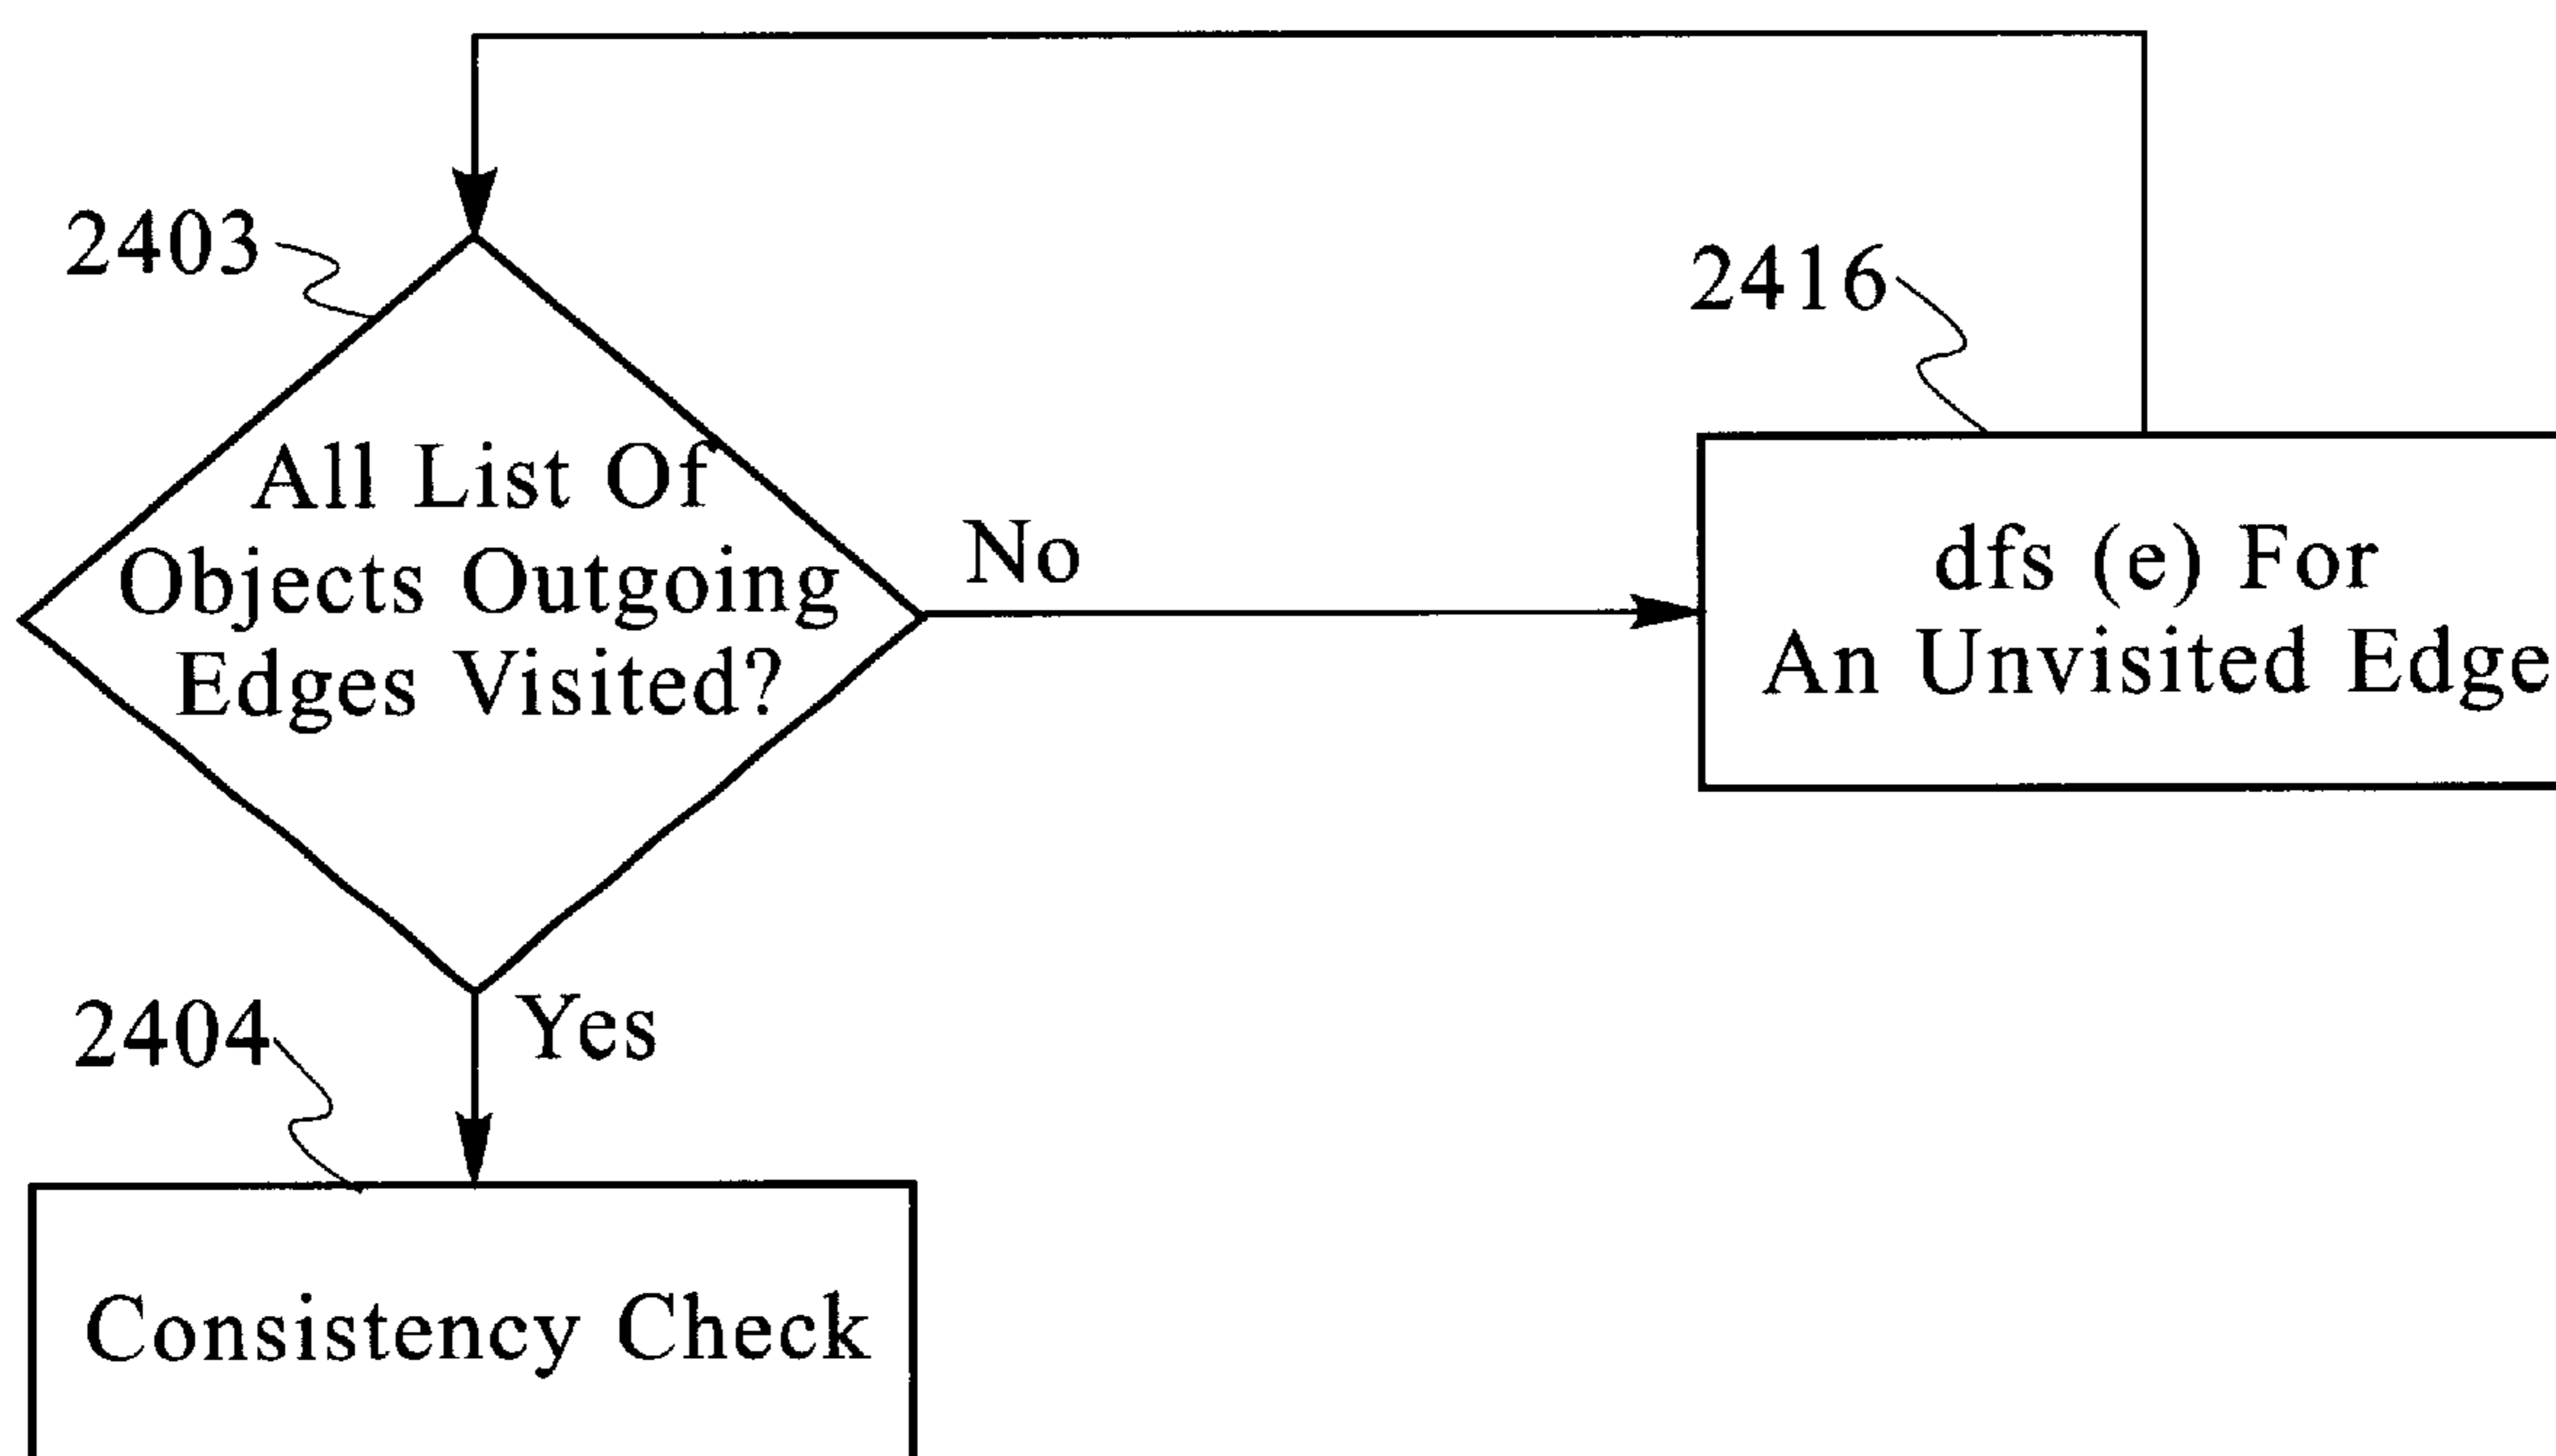 2403
All List Of
Objects Outgoing
Edges Visited?
No
2416
dfs (e) For
An Unvisited Edge
Yes
2404
Consistency Check